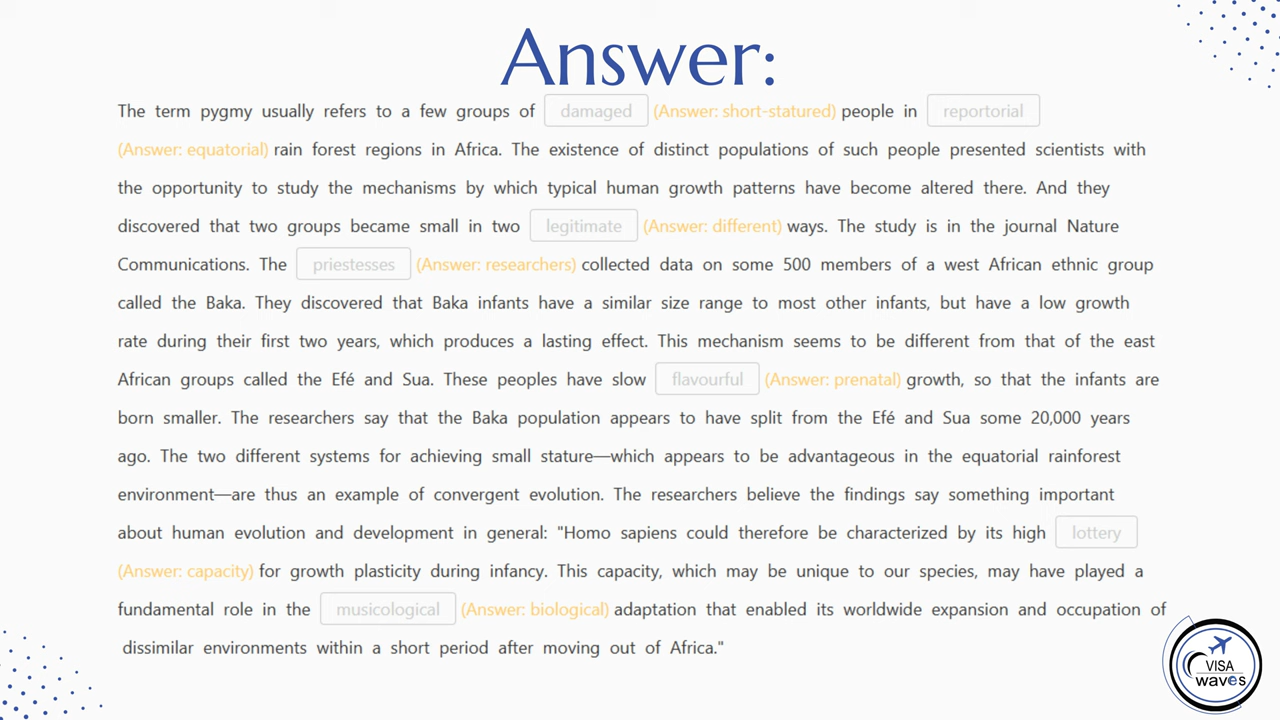 Answer:
The term pygmy usually refers to a few groups of damaged (Answer: short-statured) people in reportorial
(Answer: equatorial) rain forest regions in Africa. The existence of distinct populations of such people presented scientists with
the opportunity to study the mechanisms by which typical human growth patterns have become altered there. And they
discovered that two groups became small in two legitimate (Answer: different) ways. The study is in the journal Nature
Communications. The priestesses (Answer: researchers) collected data on some 500 members of a west African ethnic group
called the Baka. They discovered that Baka infants have a similar size range to most other infants, but have a low growth
rate during their first two years, which produces a lasting effect. This mechanism seems to be different from that of the east
African groups called the Efé and Sua. These peoples have slow flavourful (Answer: prenatal) growth, so that the infants are
born smaller. The researchers say that the Baka population appears to have split from the Efé and Sua some 20,000 years
ago. The two different systems for achieving small stature—which appears to be advantageous in the equatorial rainforest
environment—are thus an example of convergent evolution. The researchers believe the findings say something important
about human evolution and development in general: "Homo sapiens could therefore be characterized by its high lottery
(Answer: capacity) for growth plasticity during infancy. This capacity, which may be unique to our species, may have played a
fundamental role in the musicological (Answer: biological) adaptation that enabled its worldwide expansion and occupation of
dissimilar environments within a short period after moving out of Africa."
VISA
waves